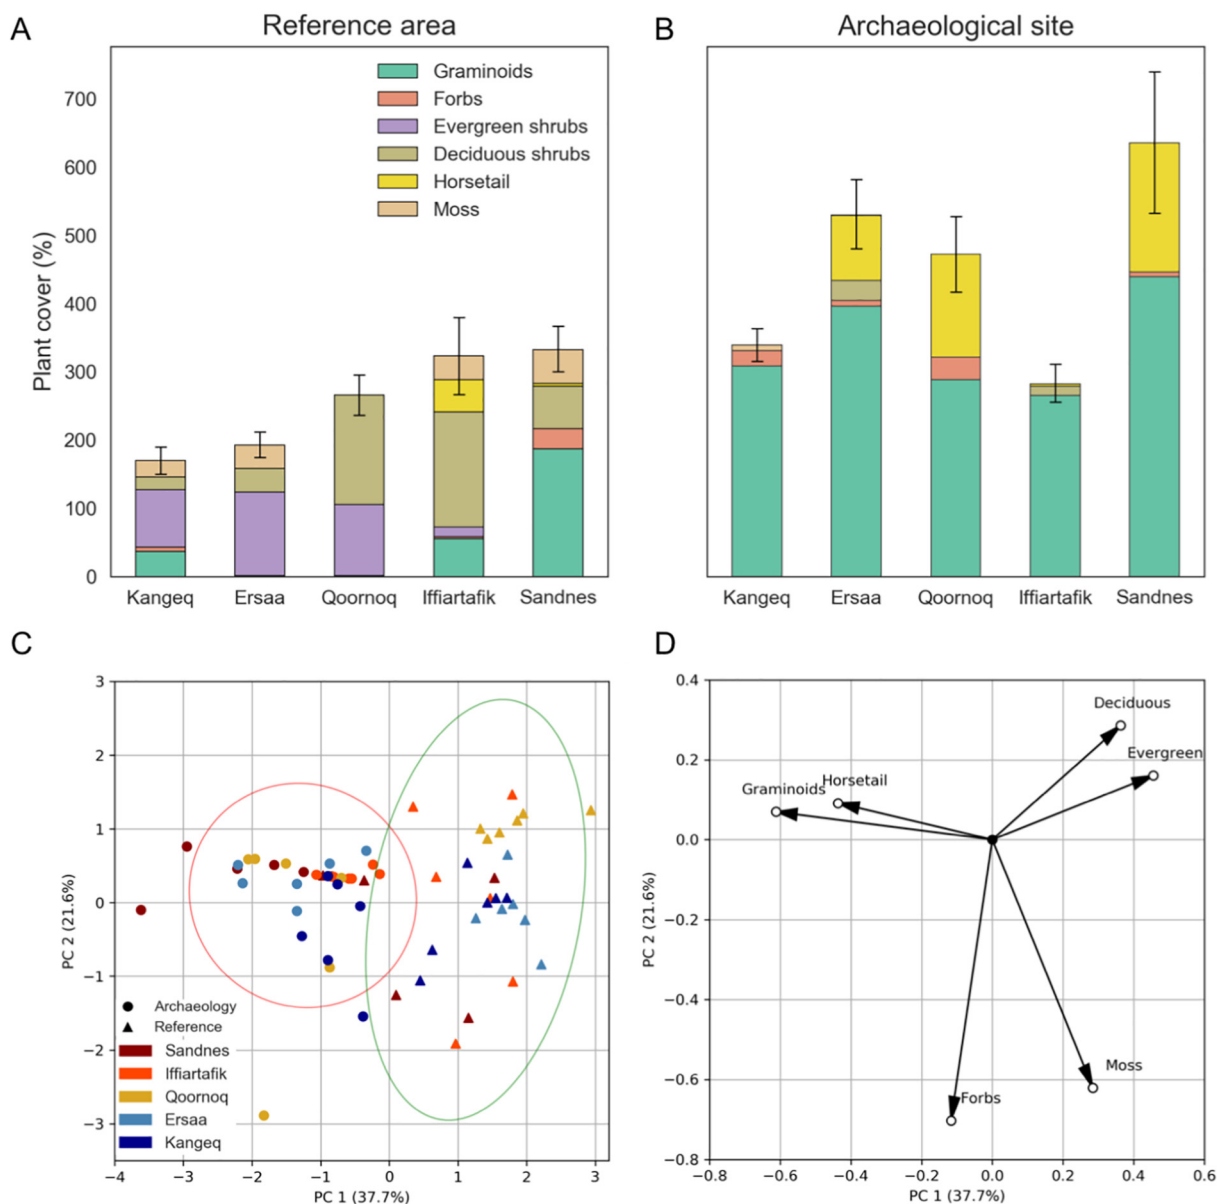 A
Reference area
B
Archaeological site
Graminoids
Forbs
Evergreen shrubs
Deciduous shrubs
Horsetail
Moss
Plant cover (%)
700
600
500
400
300
200
100
0
Kangeq Ersaa Qoornoq Iffiartafik Sandnes
Kangeq Ersaa Qoornoq Iffiartafik Sandnes
C
3
2
1
0
−1
−2
−3
PC 2 (21.6%)
Archaeology
Reference
Sandnes
Iffiartafik
Qoornoq
Ersaa
Kangeq
−4 −3 −2 −1 0 1 2 3
PC 1 (37.7%)
D
0.4
0.2
0.0
−0.2
−0.4
−0.6
−0.8
PC 2 (21.6%)
Deciduous
Evergreen
Horsetail
Graminoids
Moss
Forbs
−0.8 −0.6 −0.4 −0.2 0.0 0.2 0.4 0.6
PC 1 (37.7%)